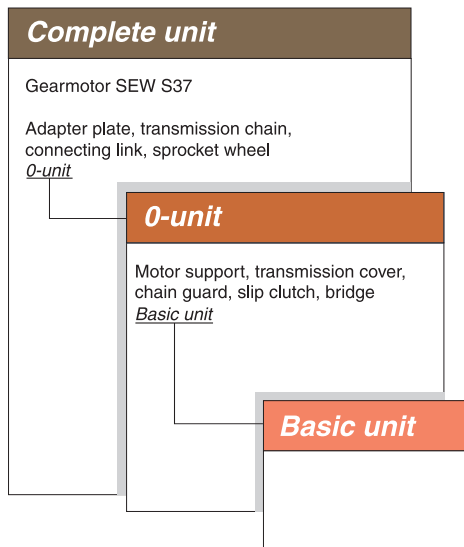 Complete unit
Gearmotor SEW S37
Adapter plate, transmission chain,
connecting link, sprocket wheel
0-unit
0-unit
Motor support, transmission cover,
chain guard, slip clutch, bridge
Basic unit
Basic unit